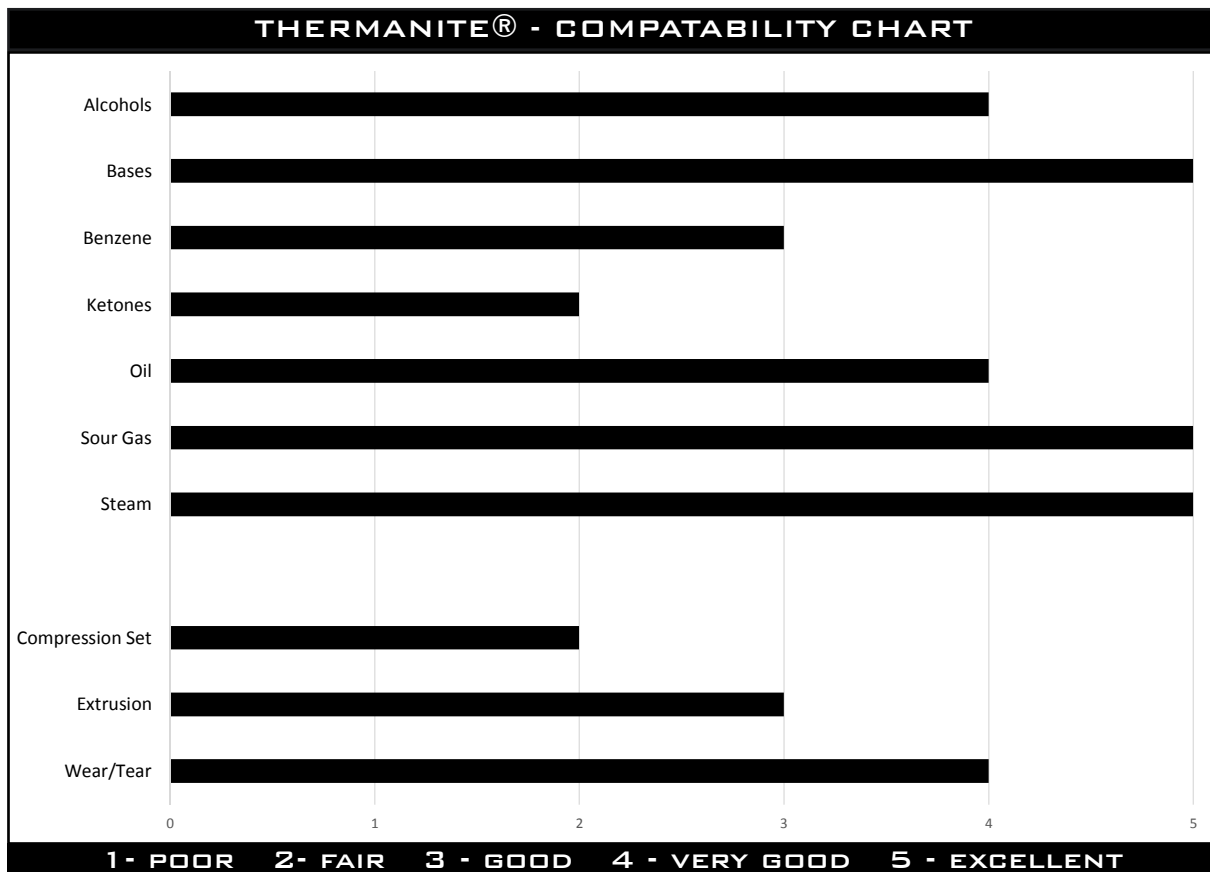 THERMANITE® - COMPATABILITY CHART
Alcohols
Bases
Benzene
Ketones
Oil
Sour Gas
Steam
Compression Set
Extrusion
Wear/Tear
0 1 2 3 4 5
1- POOR 2- FAIR 3 - GOOD 4 - VERY GOOD 5 - EXCELLENT